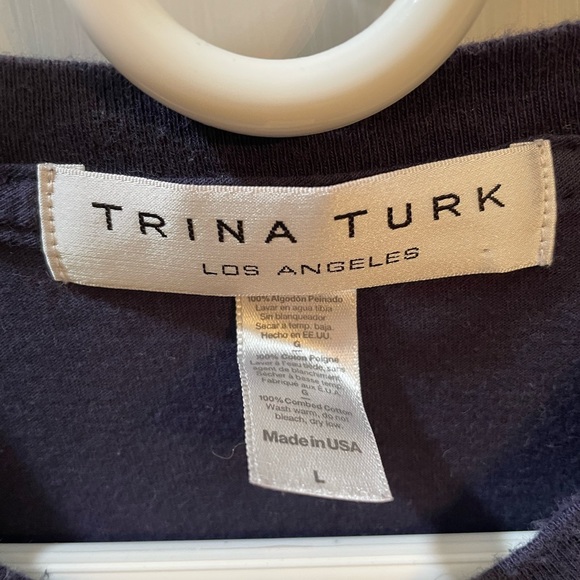 TRINA TURK
LOS ANGELES
100% Algodón Peinado
Lavar en agua tibia
Sin blanqueador
Secar a temp. baja.
Hecho en EE.UU.
G
100% Coton Peigné
Laver à l'eau tiède, sans
agent de blanchiment
Sécher à basse temp.
Fabriqué aux É.U.A.
G
100% Combed Cotton
Wash warm, do not
bleach, dry low.
Made in USA
L